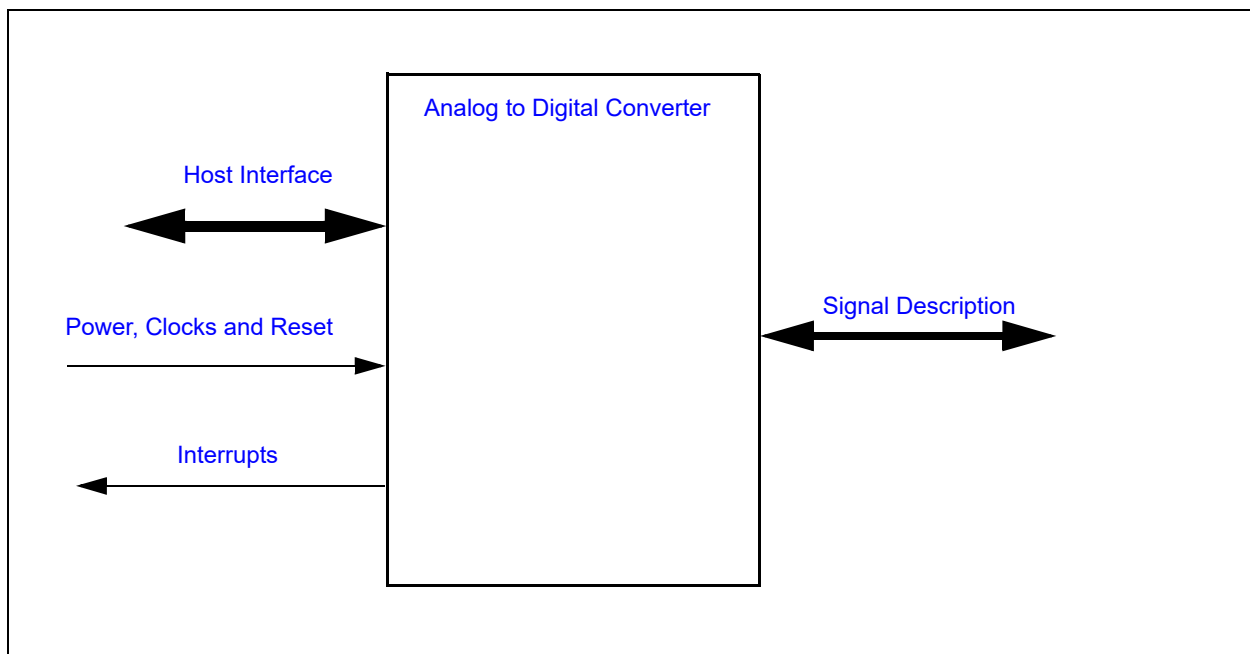 Analog to Digital Converter
Host Interface
Signal Description
Power, Clocks and Reset
Interrupts